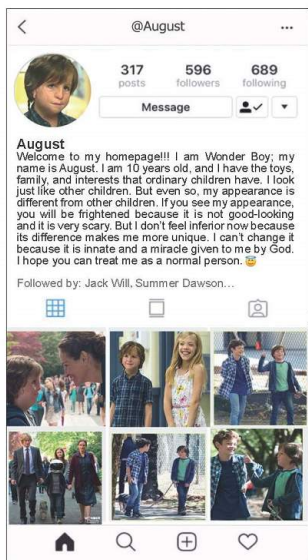 @August
317 596 689
posts followers following
Message
August
Welcome to my homepage!!! I am Wonder Boy; my
name is August. I am 10 years old, and I have the toys,
family, and interests that ordinary children have. I look
just like other children. But even so, my appearance is
different from other children. If you see my appearance,
you will be frightened because it is not good-looking
and it is very scary. But I don't feel inferior now because
its difference makes me more unique. I can't change it
because it is innate and a miracle given to me by God.
I hope you can treat me as a normal person. 😇
Followed by: Jack Will, Summer Dawson...